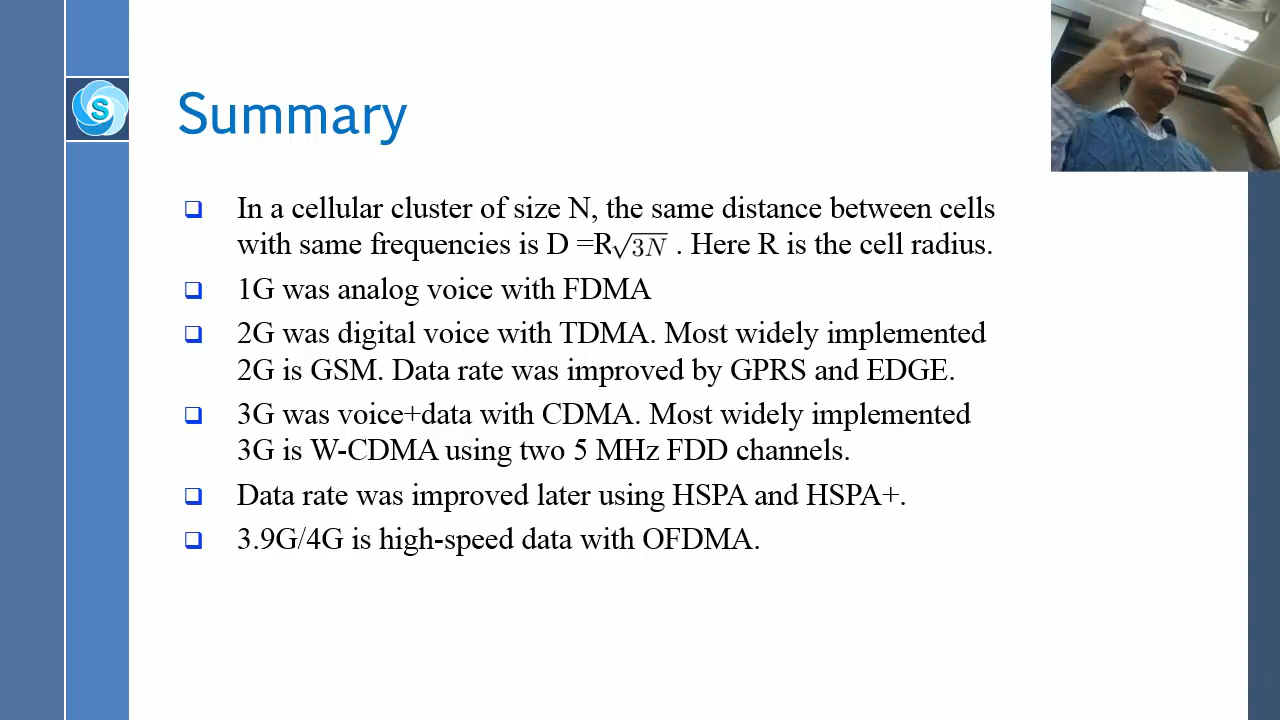 S
Summary
In a cellular cluster of size N, the same distance between cells
with same frequencies is D =R√3N . Here R is the cell radius.
1G was analog voice with FDMA
2G was digital voice with TDMA. Most widely implemented
2G is GSM. Data rate was improved by GPRS and EDGE.
3G was voice+data with CDMA. Most widely implemented
3G is W-CDMA using two 5 MHz FDD channels.
Data rate was improved later using HSPA and HSPA+.
3.9G/4G is high-speed data with OFDMA.